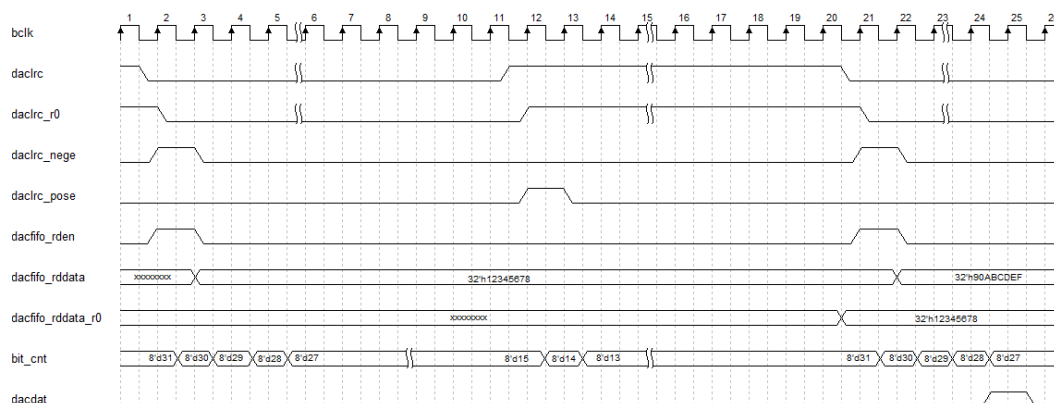 1 2 3 4 5 6 7 8 9 10 11 12 13 14 15 16 17 18 19 20 21 22 23 24 25
bclk
daclrc
daclrc_r0
daclrc_nege
daclrc_pose
dacfifo_rden
dacfifo_rddata xxxxxxxx 32'h12345678 32'h90ABCDEF
dacfifo_rddata_r0 xxxxxxxx 32'h12345678
bit_cnt 8'd31 8'd30 8'd29 8'd28 8'd27 8'd15 8'd14 8'd13 8'd31 8'd30 8'd29 8'd28 8'd27
dacdat